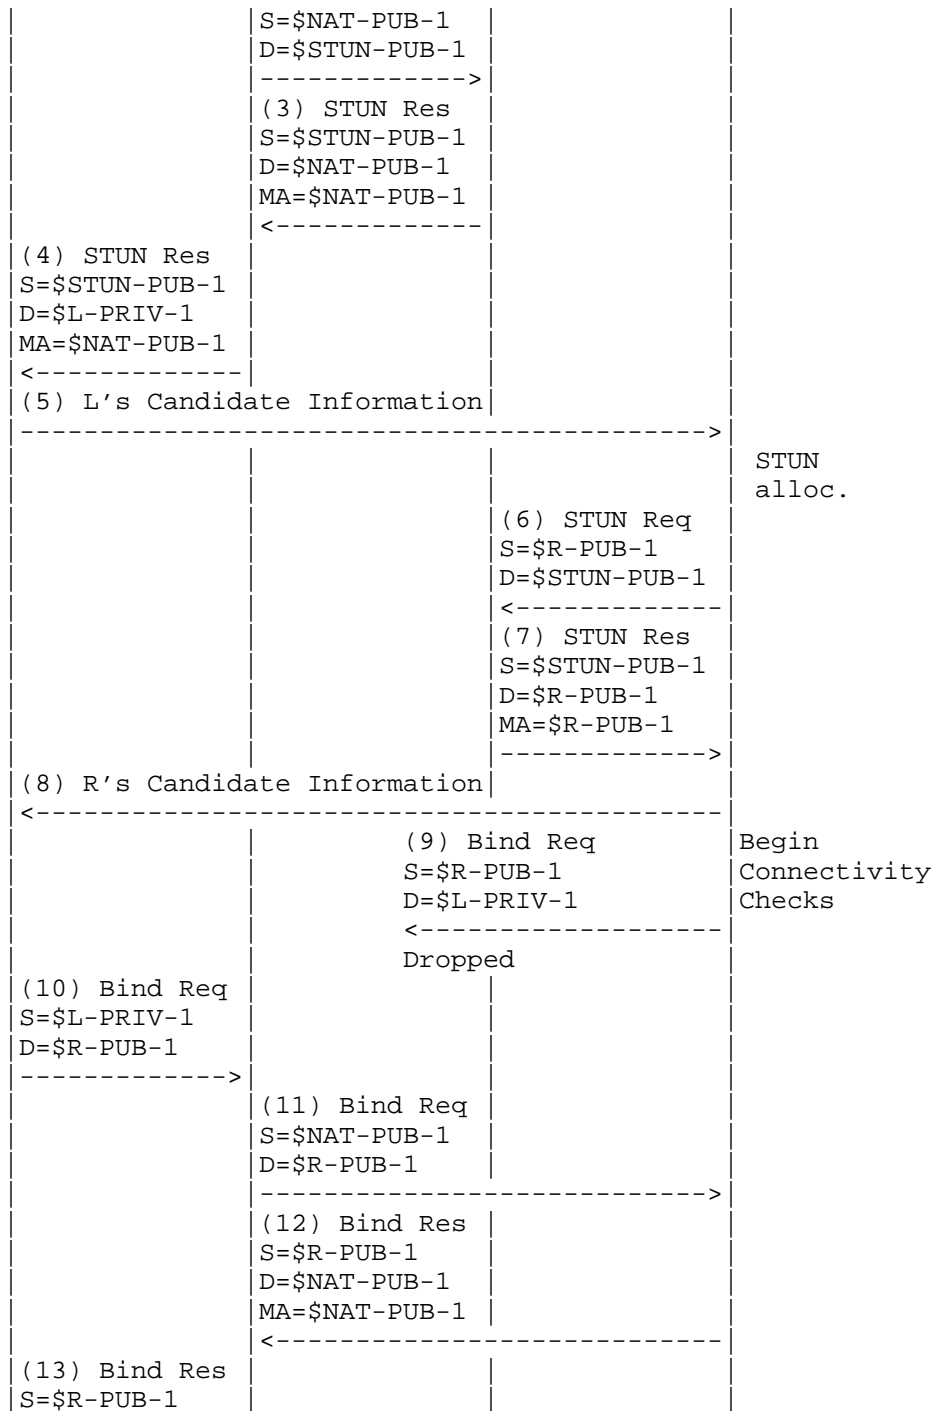 |                 |S=$NAT-PUB-1  |              |
|                 |D=$STUN-PUB-1 |              |
|                 |------------->|              |
|                 |(3) STUN Res  |              |
|                 |S=$STUN-PUB-1 |              |
|                 |D=$NAT-PUB-1  |              |
|                 |MA=$NAT-PUB-1 |              |
|                 |<-------------|              |
|(4) STUN Res  |              |              |
|S=$STUN-PUB-1 |              |              |
|D=$L-PRIV-1   |              |              |
|MA=$NAT-PUB-1 |              |              |
|<-------------|              |              |
|(5) L's Candidate Information|              |
|------------------------------------------->|
|              |              |              | STUN
|              |              |              | alloc.
|              |              |(6) STUN Req  |
|              |              |S=$R-PUB-1    |
|              |              |D=$STUN-PUB-1 |
|              |              |<-------------|
|              |              |(7) STUN Res  |
|              |              |S=$STUN-PUB-1 |
|              |              |D=$R-PUB-1    |
|              |              |MA=$R-PUB-1   |
|              |              |------------->|
|(8) R's Candidate Information|              |
|<-------------------------------------------|
|              |         (9) Bind Req        |Begin
|              |         S=$R-PUB-1          |Connectivity
|              |         D=$L-PRIV-1         |Checks
|              |         <-------------------|
|              |         Dropped             |
|(10) Bind Req |              |              |
|S=$L-PRIV-1   |              |              |
|D=$R-PUB-1    |              |              |
|------------->|              |              |
|              |(11) Bind Req |              |
|              |S=$NAT-PUB-1  |              |
|              |D=$R-PUB-1    |              |
|              |---------------------------->|
|              |(12) Bind Res |              |
|              |S=$R-PUB-1    |              |
|              |D=$NAT-PUB-1  |              |
|              |MA=$NAT-PUB-1 |              |
|              |<----------------------------|
|(13) Bind Res |              |              |
|S=$R-PUB-1    |              |              |